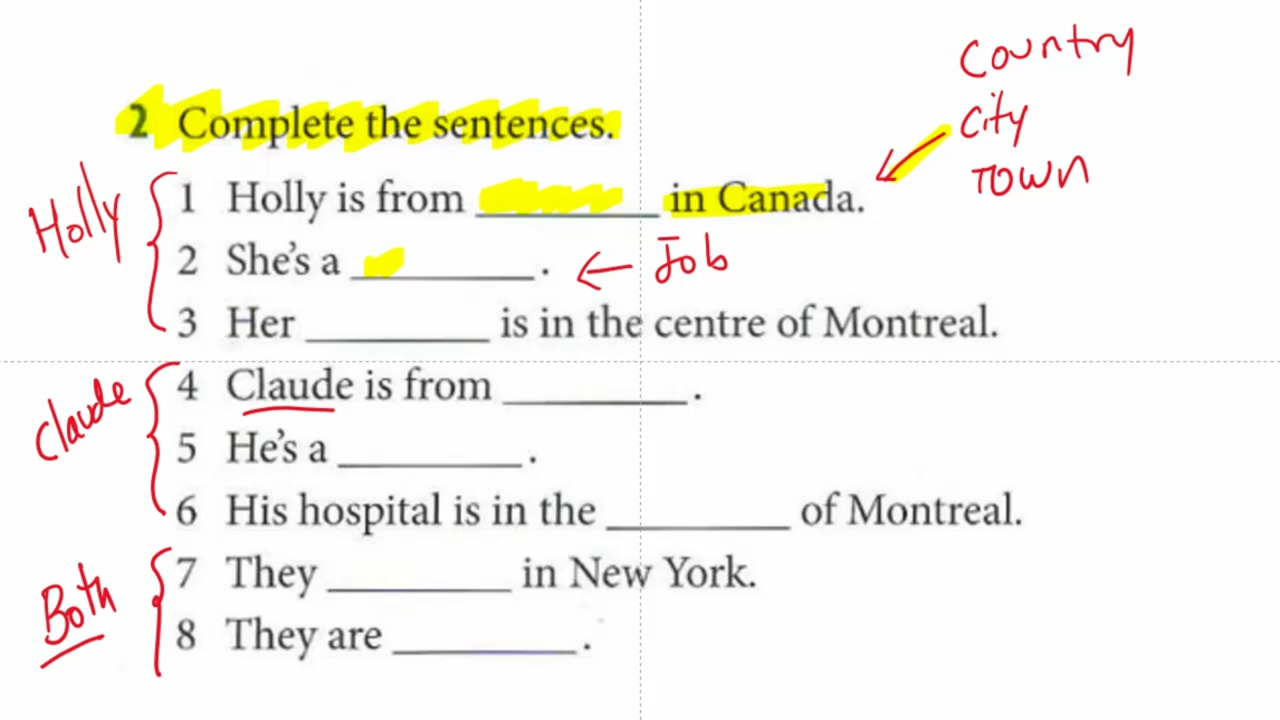 Country
2 Complete the sentences.
City
Town
Holly
1 Holly is from __________ in Canada.
2 She's a __________. ← Job
3 Her __________ is in the centre of Montreal.
Claude
4 Claude is from __________.
5 He's a __________.
6 His hospital is in the __________ of Montreal.
Both
7 They __________ in New York.
8 They are __________.